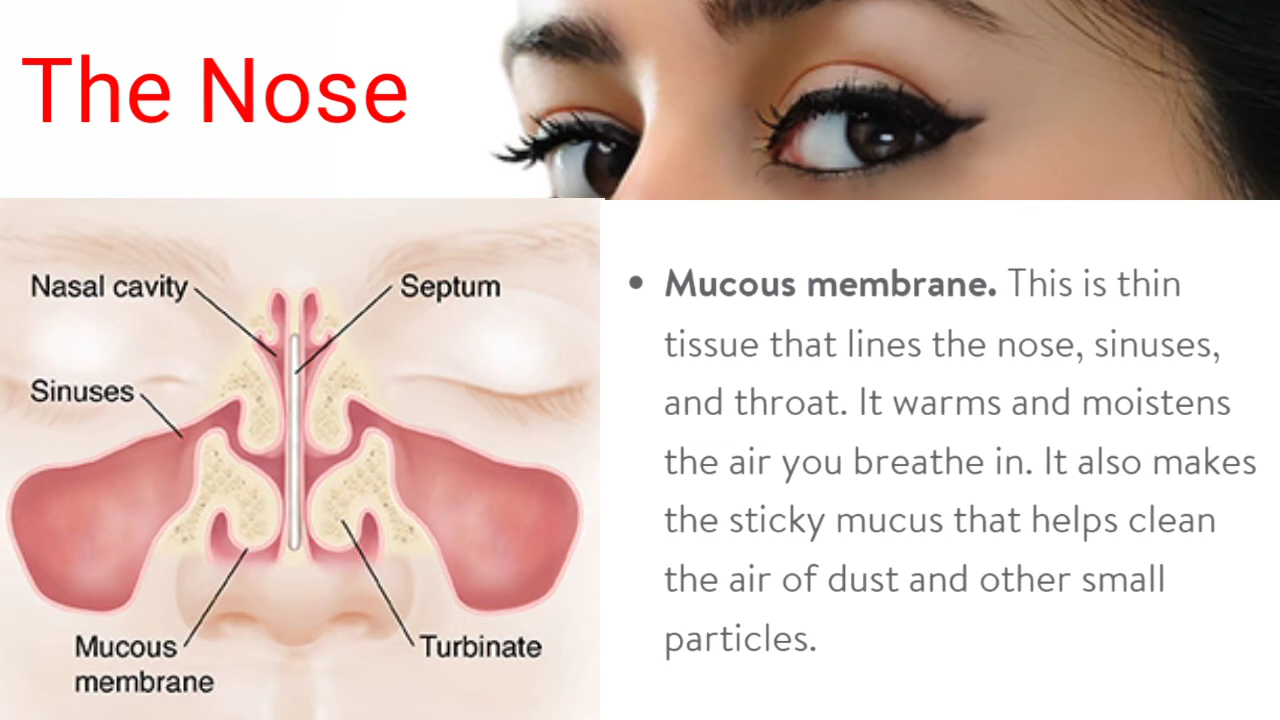 The Nose
Nasal cavity
Septum
Sinuses
Mucous
membrane
Turbinate
• Mucous membrane. This is thin
tissue that lines the nose, sinuses,
and throat. It warms and moistens
the air you breathe in. It also makes
the sticky mucus that helps clean
the air of dust and other small
particles.